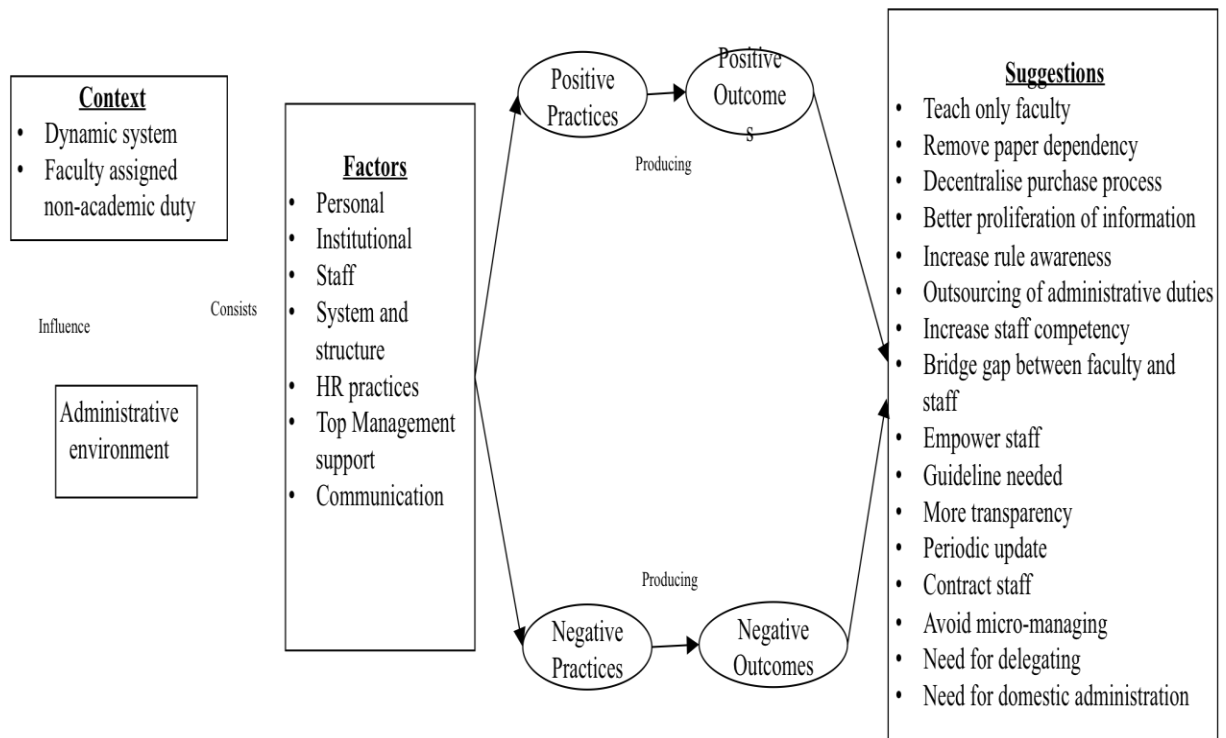 Context
• Dynamic system
• Faculty assigned
non-academic duty
Influence
Administrative
environment
Consists
Factors
• Personal
• Institutional
• Staff
• System and
structure
• HR practices
• Top Management
support
• Communication
Positive
Practices
Positive
Outcome
s
Producing
Producing
Negative
Practices
Negative
Outcomes
Suggestions
• Teach only faculty
• Remove paper dependency
• Decentralise purchase process
• Better proliferation of information
• Increase rule awareness
• Outsourcing of administrative duties
• Increase staff competency
• Bridge gap between faculty and
staff
• Empower staff
• Guideline needed
• More transparency
• Periodic update
• Contract staff
• Avoid micro-managing
• Need for delegating
• Need for domestic administration